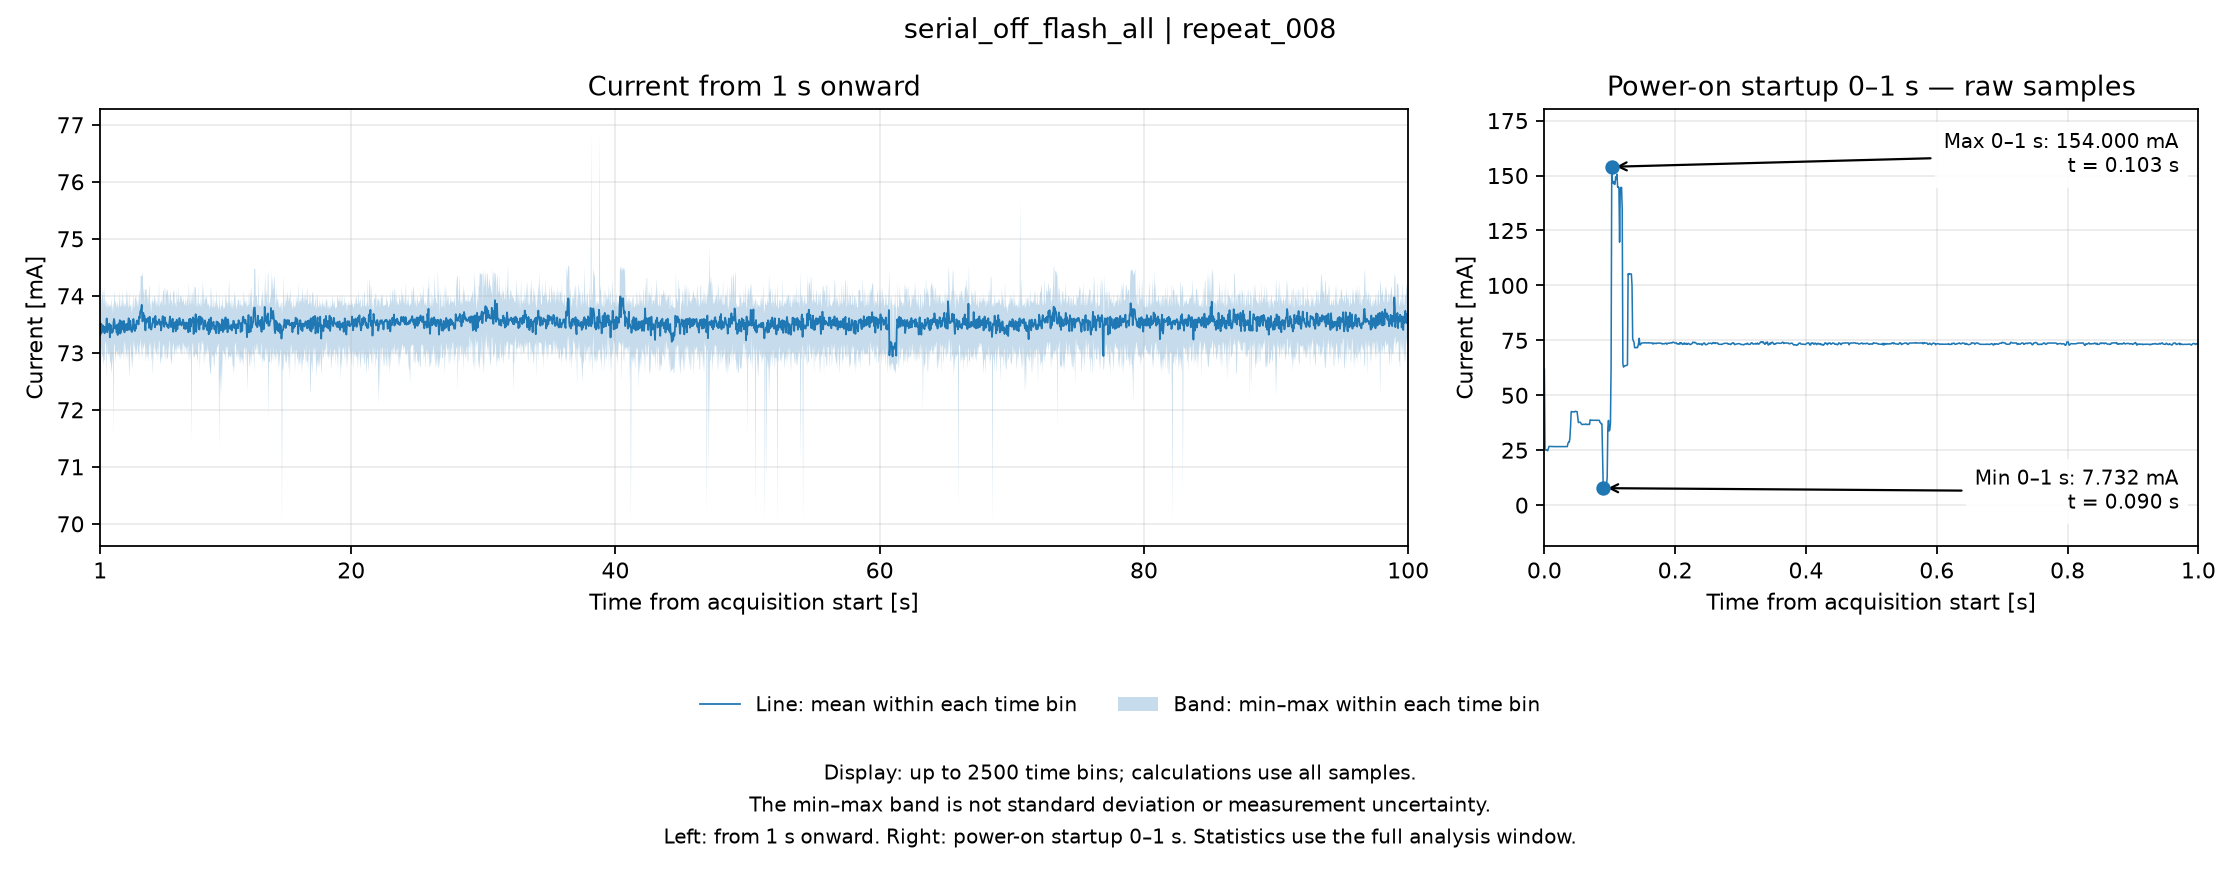 serial_off_flash_all | repeat_008
Current from 1 s onward
Current [mA]
77
76
75
74
73
72
71
70
1
20
40
60
80
100
Time from acquisition start [s]
Power-on startup 0–1 s — raw samples
Current [mA]
175
150
125
100
75
50
25
0
Max 0–1 s: 154.000 mA
t = 0.103 s
Min 0–1 s: 7.732 mA
t = 0.090 s
0.0
0.2
0.4
0.6
0.8
1.0
Time from acquisition start [s]
Line: mean within each time bin
Band: min–max within each time bin
Display: up to 2500 time bins; calculations use all samples.
The min–max band is not standard deviation or measurement uncertainty.
Left: from 1 s onward. Right: power-on startup 0–1 s. Statistics use the full analysis window.